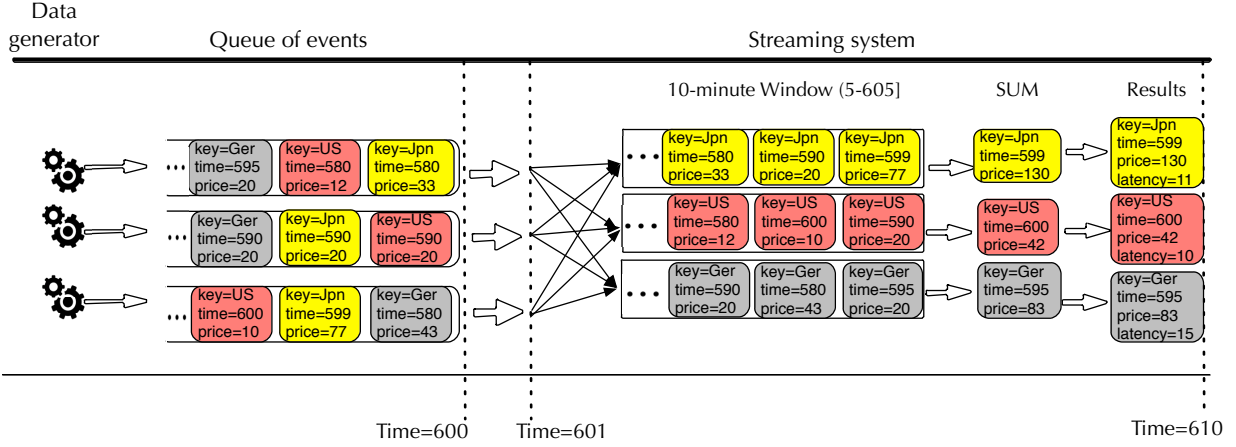 Data
generator
Queue of events
Streaming system
10-minute Window (5-605]
SUM
Results
key=Ger
time=595
price=20
key=US
time=580
price=12
key=Jpn
time=580
price=33
key=Ger
time=590
price=20
key=Jpn
time=590
price=20
key=US
time=590
price=20
key=US
time=600
price=10
key=Jpn
time=599
price=77
key=Ger
time=580
price=43
key=Jpn
time=580
price=33
key=Jpn
time=590
price=20
key=Jpn
time=599
price=77
key=US
time=580
price=12
key=US
time=600
price=10
key=US
time=590
price=20
key=Ger
time=590
price=20
key=Ger
time=580
price=43
key=Ger
time=595
price=20
key=Jpn
time=599
price=130
key=US
time=600
price=42
key=Ger
time=595
price=83
key=Jpn
time=599
price=130
latency=11
key=US
time=600
price=42
latency=10
key=Ger
time=595
price=83
latency=15
Time=600
Time=601
Time=610